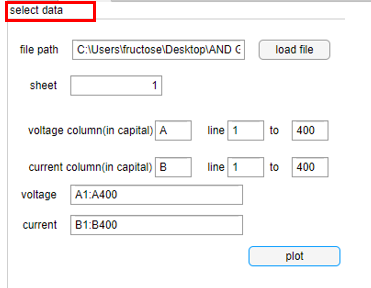 select data
file path C:\Users\fructose\Desktop\AND G load file
sheet 1
voltage column(in capital) A line 1 to 400
current column(in capital) B line 1 to 400
voltage A1:A400
current B1:B400
plot